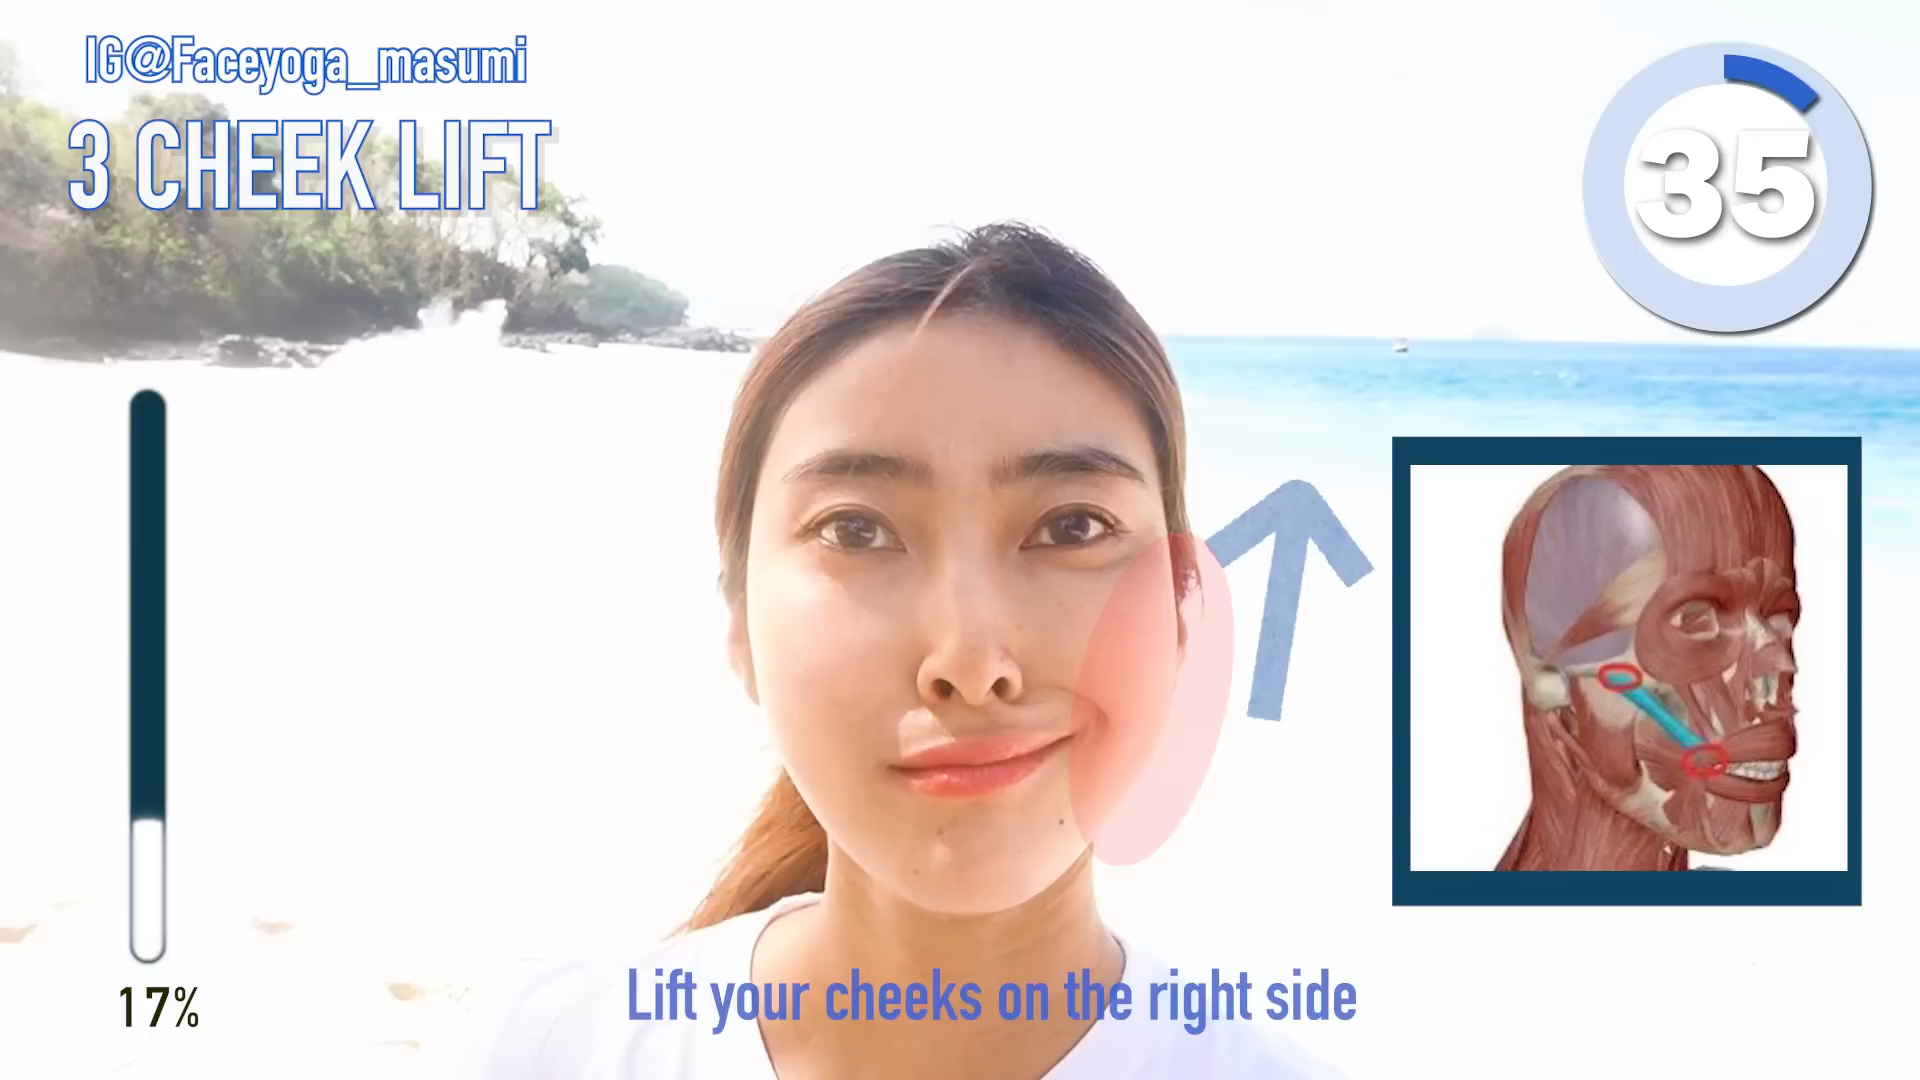 IG@Faceyoga_masumi
3 CHEEK LIFT
35
17%
Lift your cheeks on the right side